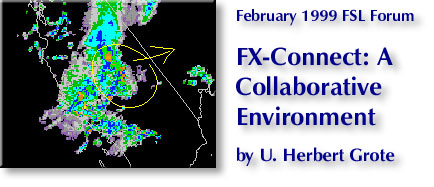 February 1999 FSL Forum
FX-Connect: A
Collaborative
Environment
by U. Herbert Grote